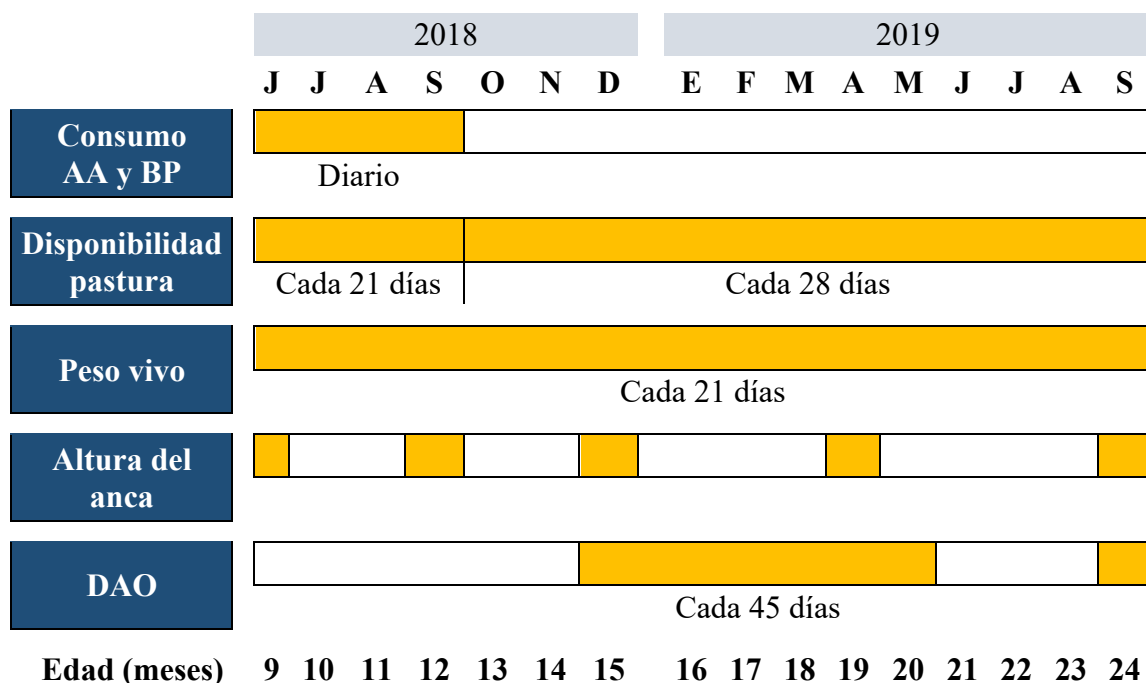 2018 2019
J J A S O N D E F M A M J J A S
Consumo
AA y BP
Diario
Disponibilidad
pastura
Cada 21 días Cada 28 días
Peso vivo
Cada 21 días
Altura del
anca
DAO
Cada 45 días
Edad (meses) 9 10 11 12 13 14 15 16 17 18 19 20 21 22 23 24